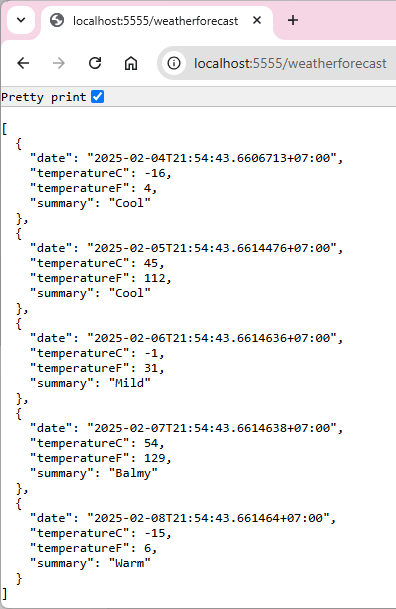 localhost:5555/weatherforecast
localhost:5555/weatherforecast
Pretty print
[
  {
    "date": "2025-02-04T21:54:43.6606713+07:00",
    "temperatureC": -16,
    "temperatureF": 4,
    "summary": "Cool"
  },
  {
    "date": "2025-02-05T21:54:43.6614476+07:00",
    "temperatureC": 45,
    "temperatureF": 112,
    "summary": "Cool"
  },
  {
    "date": "2025-02-06T21:54:43.6614636+07:00",
    "temperatureC": -1,
    "temperatureF": 31,
    "summary": "Mild"
  },
  {
    "date": "2025-02-07T21:54:43.6614638+07:00",
    "temperatureC": 54,
    "temperatureF": 129,
    "summary": "Balmy"
  },
  {
    "date": "2025-02-08T21:54:43.661464+07:00",
    "temperatureC": -15,
    "temperatureF": 6,
    "summary": "Warm"
  }
]